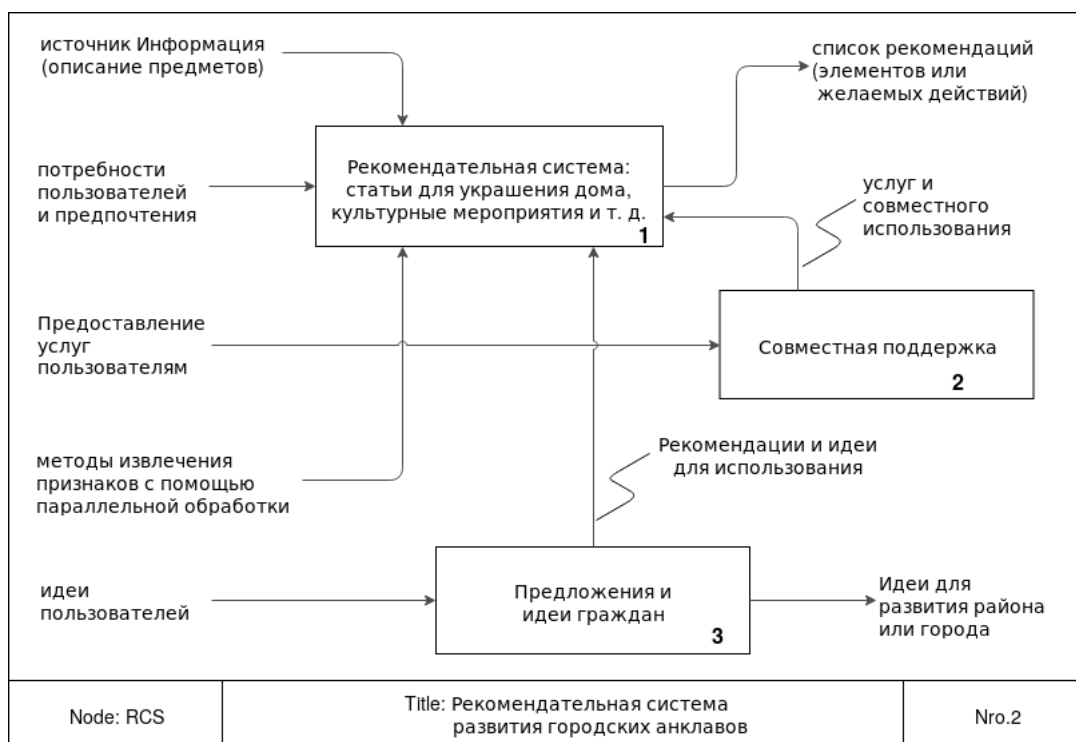 источник Информация
(описание предметов)
список рекомендаций
(элементов или
желаемых действий)
потребности
пользователей
и предпочтения
Рекомендательная система:
статьи для украшения дома,
культурные мероприятия и т. д.
1
услуг и
совместного
использования
Предоставление
услуг
пользователям
Совместная поддержка
2
методы извлечения
признаков с помощью
параллельной обработки
Рекомендации и идеи
для использования
идеи
пользователей
Предложения и
идеи граждан
3
Идеи для
развития района
или города
Node: RCS
Title: Рекомендательная система
развития городских анклавов
Nro.2